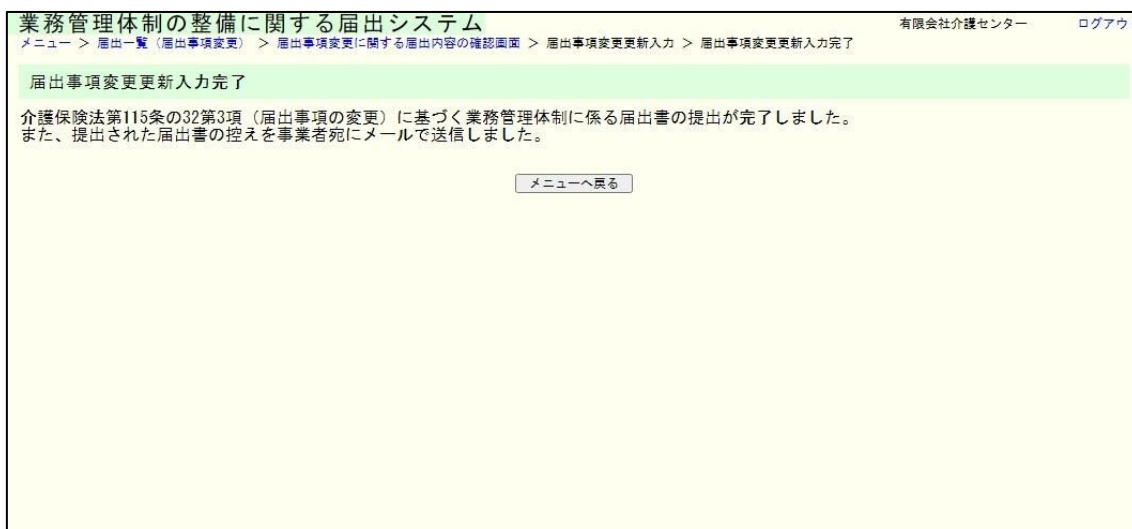 業務管理体制の整備に関する届出システム
有限会社介護センター ログアウ
メニュー ＞ 届出一覧（届出事項変更） ＞ 届出事項変更に関する届出内容の確認画面 ＞ 届出事項変更更新入力 ＞ 届出事項変更更新入力完了
届出事項変更更新入力完了
介護保険法第115条の32第3項（届出事項の変更）に基づく業務管理体制に係る届出書の提出が完了しました。
また、提出された届出書の控えを事業者宛にメールで送信しました。
メニューへ戻る